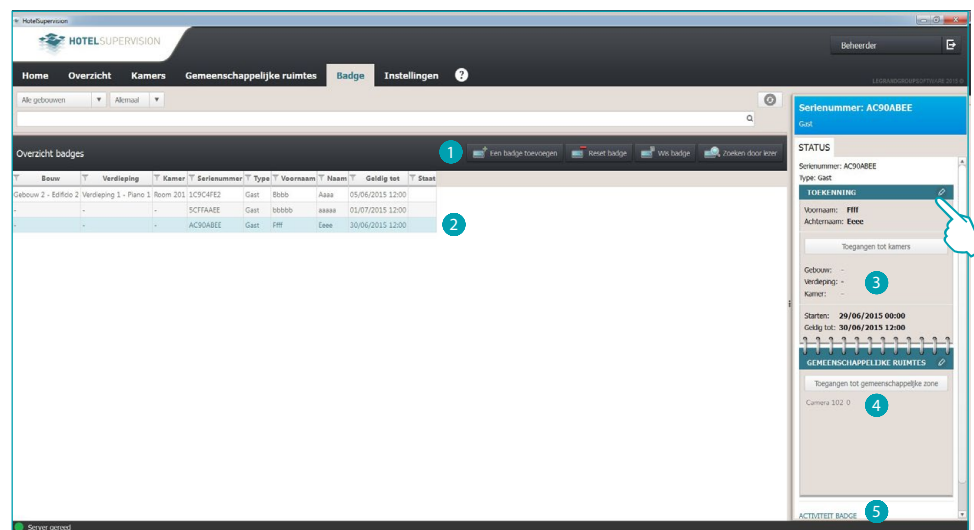 HotelSupervision
HOTELSUPERVISION
Beheerder
Home Overzicht Kamers Gemeenschappelijke ruimtes Badge Instellingen ?
LEGRANDGROUPSOFTWARE 2015 ©
Alle gebouwen Allemaal
Overzicht badges
1
Een badge toevoegen Reset badge Wis badge Zoeken door lezer
Bouw Verdieping Kamer Serienummer Type Voornaam Naam Geldig tot Staat
Gebouw 2 - Edificio 2 Verdieping 1 - Piano 1 Room 201 1C9C4FE2 Gast Bbbb Aaaa 05/06/2015 12:00
- - - 5CFFAAEE Gast bbbbb aaaaa 01/07/2015 12:00
- - - AC90ABEE Gast Ffff Eeee 30/06/2015 12:00
2
Serienummer: AC90ABEE
Gast
STATUS
Serienummer: AC90ABEE
Type: Gast
TOEKENNING
Voornaam: Ffff
Achternaam: Eeee
Toegangen tot kamers
Gebouw: -
Verdieping: -
Kamer: -
3
Starten: 29/06/2015 00:00
Geldig tot: 30/06/2015 12:00
GEMEENSCHAPPELIJKE RUIMTES
Toegangen tot gemeenschappelijke zone
Camera 102 0
4
ACTIVITEIT BADGE
5
Server gereed